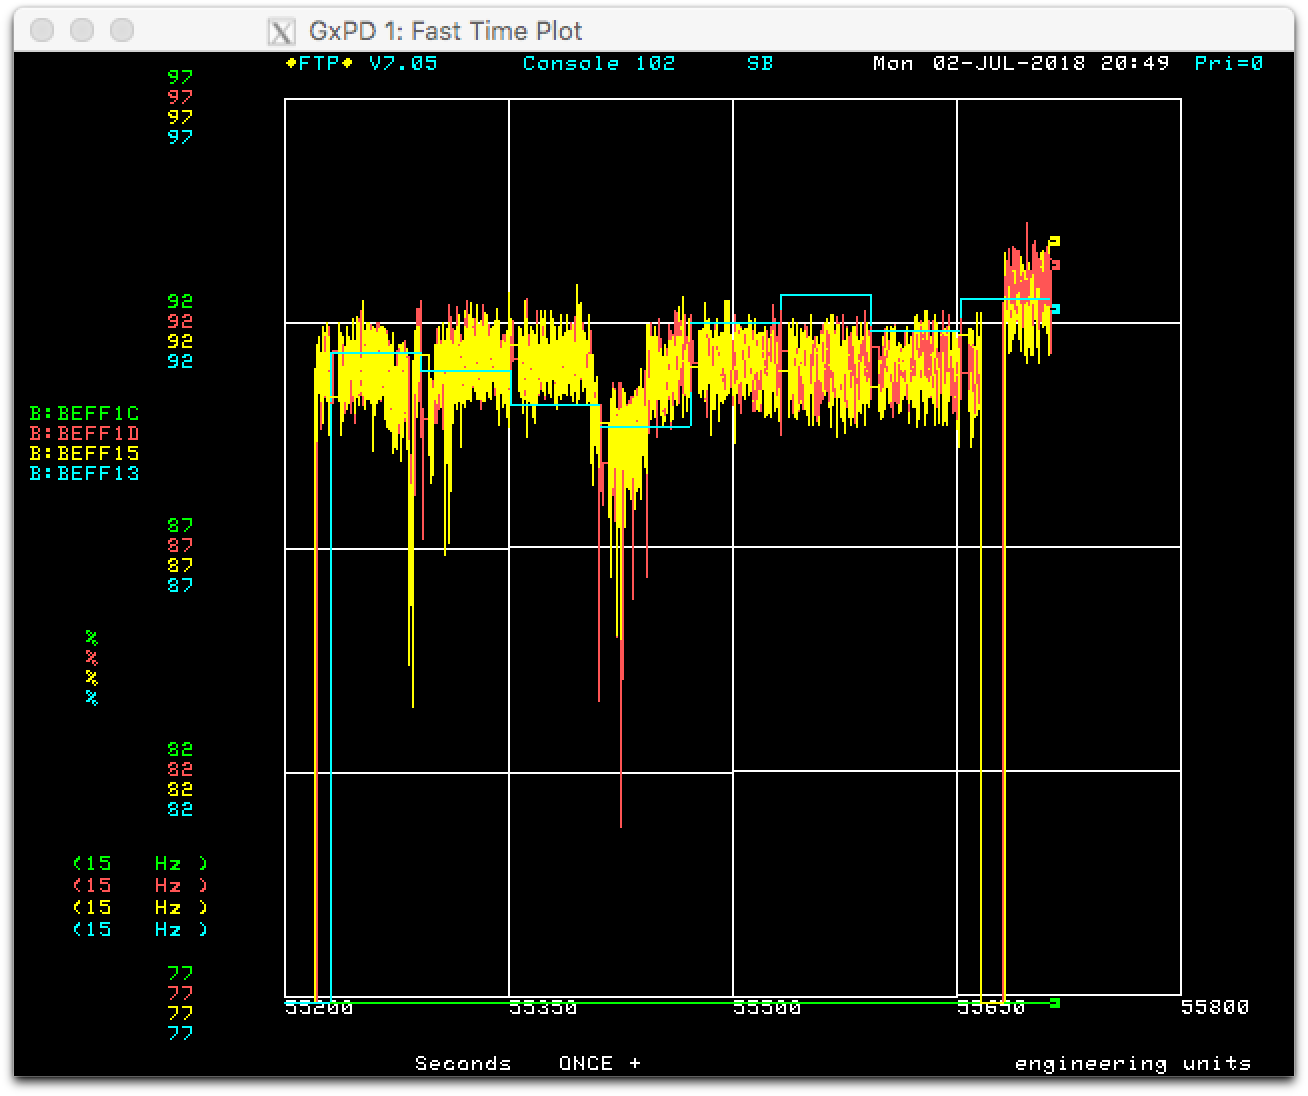 GxPD 1: Fast Time Plot
♦FTP♦ V7.05 Console 102 SB Mon 02-JUL-2018 20:49 Pri=0
97
97
97
97
92
92
92
92
B:BEFF1C
B:BEFF1D
B:BEFF15
B:BEFF13
87
87
87
87
%
%
%
%
82
82
82
82
(15 Hz )
(15 Hz )
(15 Hz )
(15 Hz )
77
77
77
77
55200 55350 55500 55650 55800
Seconds ONCE + engineering units